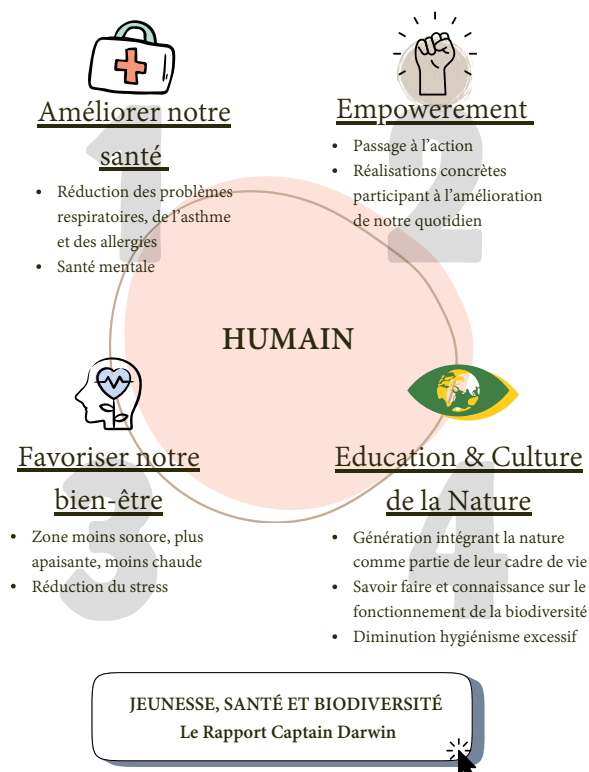 1
Améliorer notre
santé
• Réduction des problèmes
respiratoires, de l'asthme
et des allergies
• Santé mentale
2
Empowerement
• Passage à l'action
• Réalisations concrètes
participant à l'amélioration
de notre quotidien
HUMAIN
3
Favoriser notre
bien-être
• Zone moins sonore, plus
apaisante, moins chaude
• Réduction du stress
4
Education & Culture
de la Nature
• Génération intégrant la nature
comme partie de leur cadre de vie
• Savoir faire et connaissance sur le
fonctionnement de la biodiversité
• Diminution hygiénisme excessif
JEUNESSE, SANTÉ ET BIODIVERSITÉ
Le Rapport Captain Darwin